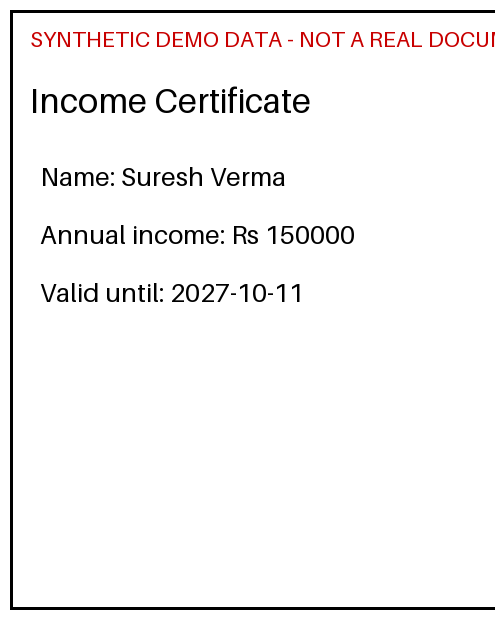 SYNTHETIC DEMO DATA - NOT A REAL
Income Certificate
Name: Suresh Verma
Annual income: Rs 150000
Valid until: 2027-10-11